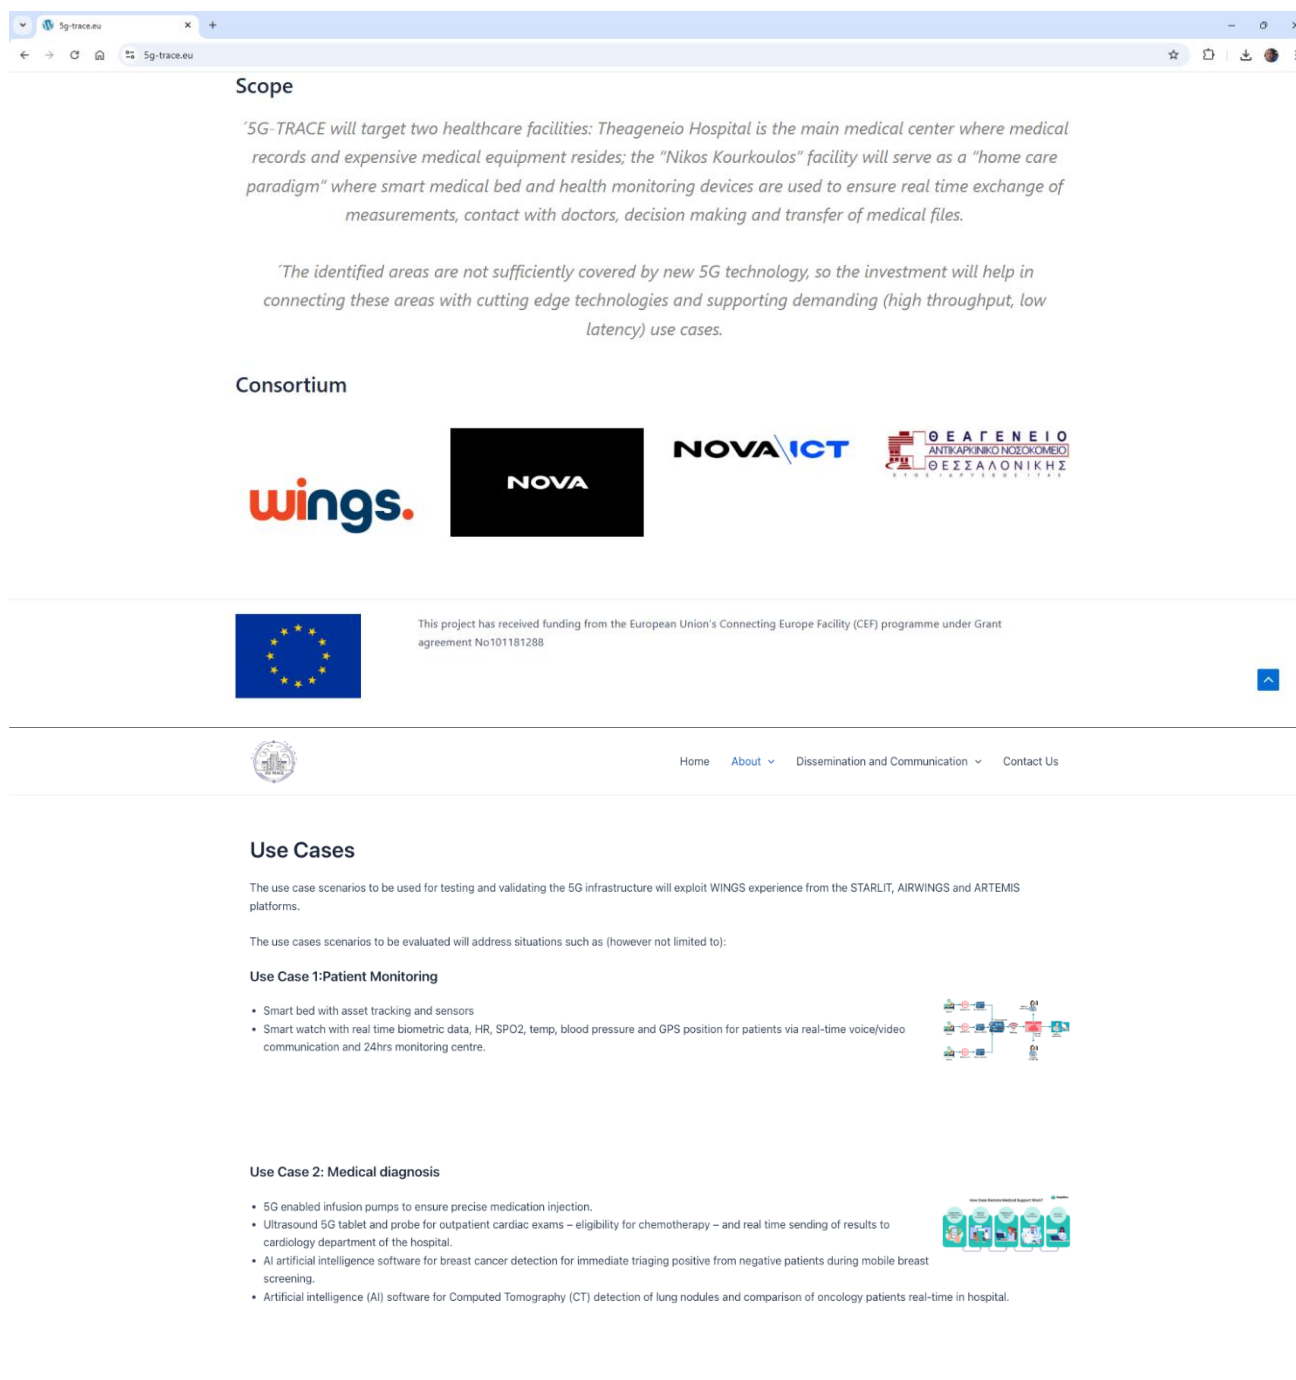 5g-trace.eu
5g-trace.eu
Scope
´5G-TRACE will target two healthcare facilities: Theageneio Hospital is the main medical center where medical
records and expensive medical equipment resides; the "Nikos Kourkoulos" facility will serve as a "home care
paradigm" where smart medical bed and health monitoring devices are used to ensure real time exchange of
measurements, contact with doctors, decision making and transfer of medical files.
´The identified areas are not sufficiently covered by new 5G technology, so the investment will help in
connecting these areas with cutting edge technologies and supporting demanding (high throughput, low
latency) use cases.
Consortium
wings.
NOVA
NOVA\ICT
ΘΕΑΓΕΝΕΙΟ
ΑΝΤΙΚΑΡΚΙΝΙΚΟ ΝΟΣΟΚΟΜΕΙΟ
ΘΕΣΣΑΛΟΝΙΚΗΣ
This project has received funding from the European Union's Connecting Europe Facility (CEF) programme under Grant
agreement No101181288
5G TRACE
Home About Dissemination and Communication Contact Us
Use Cases
The use case scenarios to be used for testing and validating the 5G infrastructure will exploit WINGS experience from the STARLIT, AIRWINGS and ARTEMIS
platforms.
The use cases scenarios to be evaluated will address situations such as (however not limited to):
Use Case 1:Patient Monitoring
• Smart bed with asset tracking and sensors
• Smart watch with real time biometric data, HR, SPO2, temp, blood pressure and GPS position for patients via real-time voice/video
communication and 24hrs monitoring centre.
Use Case 2: Medical diagnosis
• 5G enabled infusion pumps to ensure precise medication injection.
• Ultrasound 5G tablet and probe for outpatient cardiac exams – eligibility for chemotherapy – and real time sending of results to
cardiology department of the hospital.
• AI artificial intelligence software for breast cancer detection for immediate triaging positive from negative patients during mobile breast
screening.
• Artificial intelligence (AI) software for Computed Tomography (CT) detection of lung nodules and comparison of oncology patients real-time in hospital.
How Does Remote Medical Support Work?